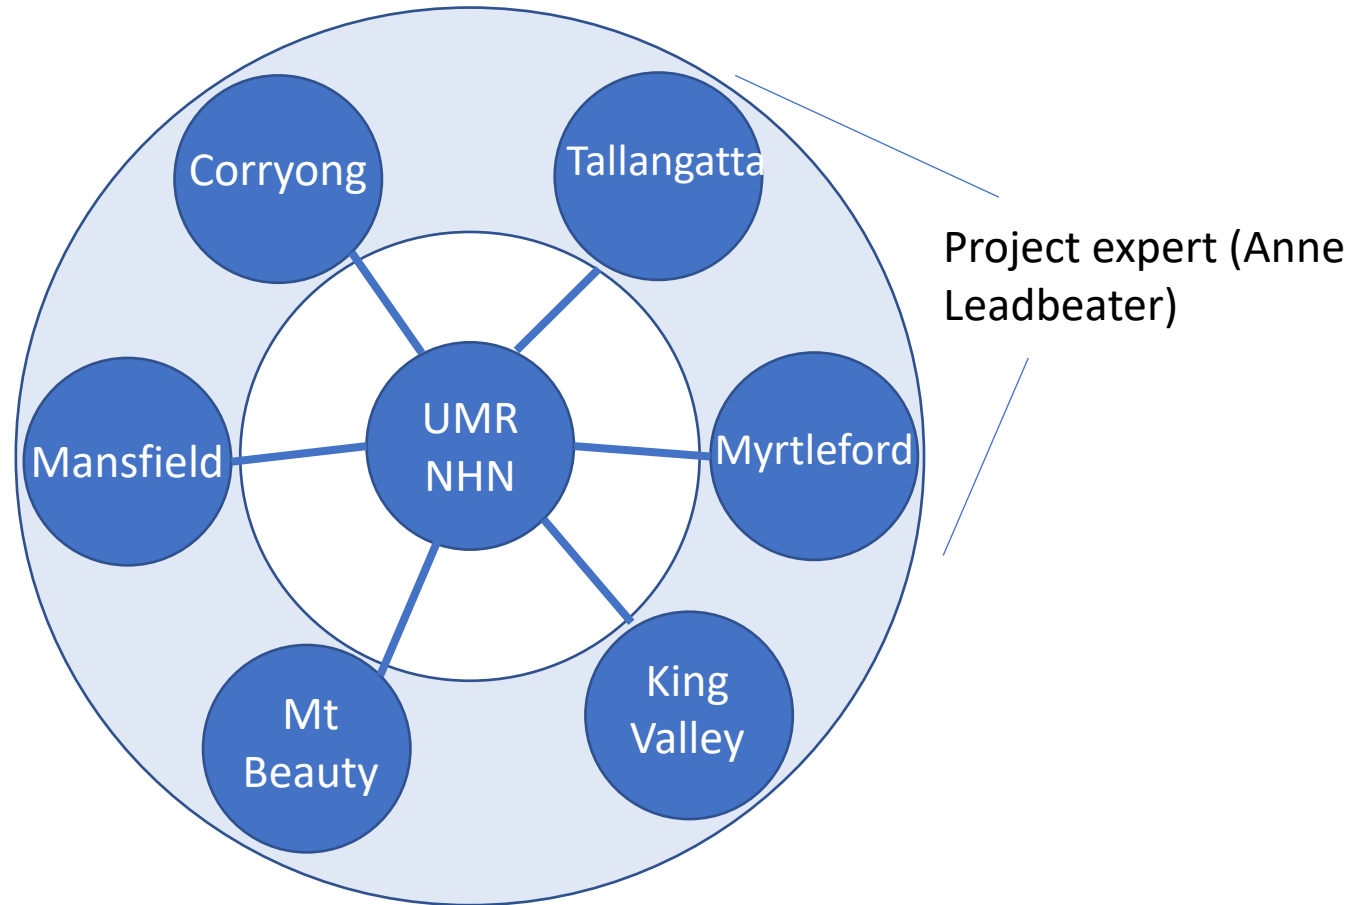 Corryong
Tallangatta
Project expert (Anne
Leadbeater)
UMR
NHN
Mansfield
Myrtleford
King
Valley
Mt
Beauty